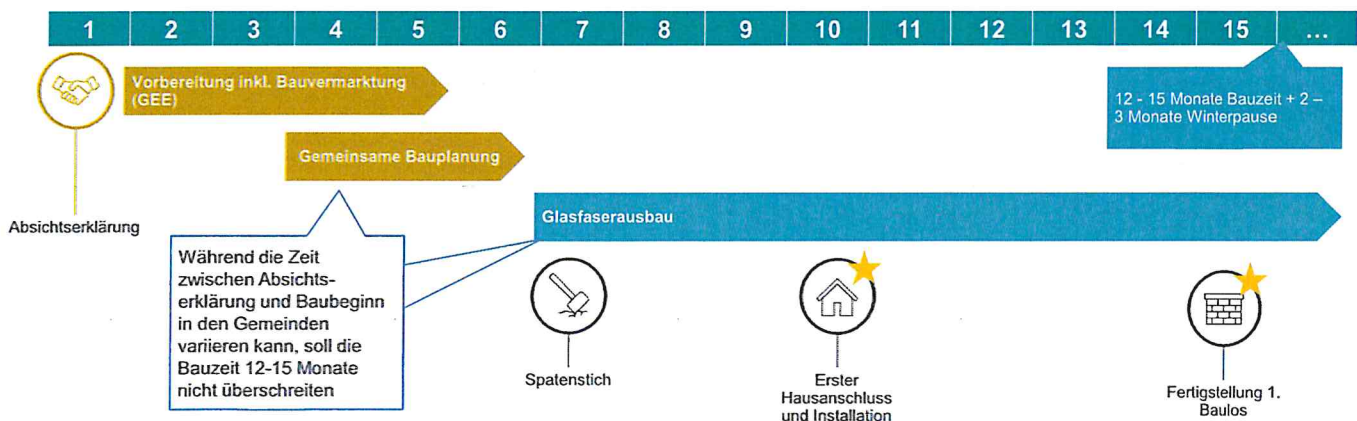 1 2 3 4 5 6 7 8 9 10 11 12 13 14 15 ...
Vorbereitung inkl. Bauvermarktung
(GEE)
12 - 15 Monate Bauzeit + 2 –
3 Monate Winterpause
Gemeinsame Bauplanung
Absichtserklärung
Glasfaserausbau
Während die Zeit
zwischen Absichts-
erklärung und Baubeginn
in den Gemeinden
variieren kann, soll die
Bauzeit 12-15 Monate
nicht überschreiten
Spatenstich
Erster
Hausanschluss
und Installation
Fertigstellung 1.
Baulos